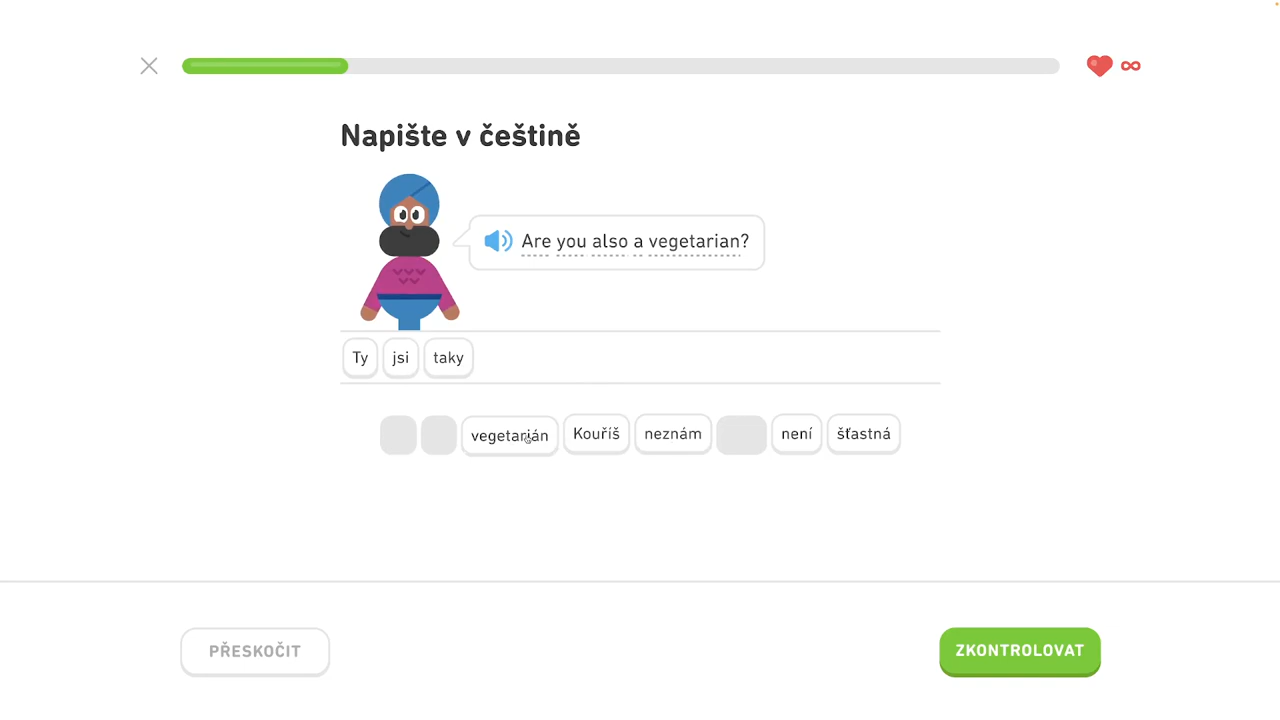 Napište v češtině
Are you also a vegetarian?
Ty jsi taky
vegetarián Kouříš neznám není šťastná
PŘESKOČIT ZKONTROLOVAT